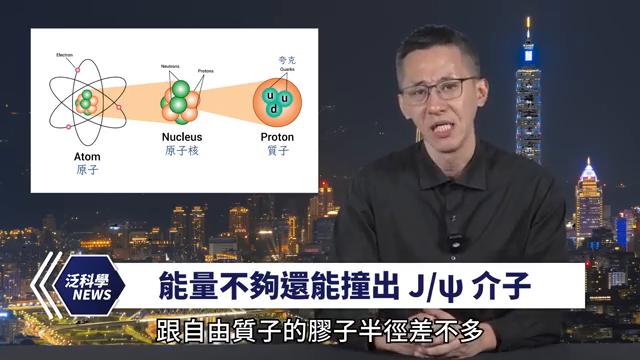 Electron
Neutrons
Protons
夸克
Quarks
u
u
d
Atom
原子
Nucleus
原子核
Proton
質子
泛科學
NEWS
能量不夠還能撞出 J/ψ 介子
跟自由質子的膠子半徑差不多